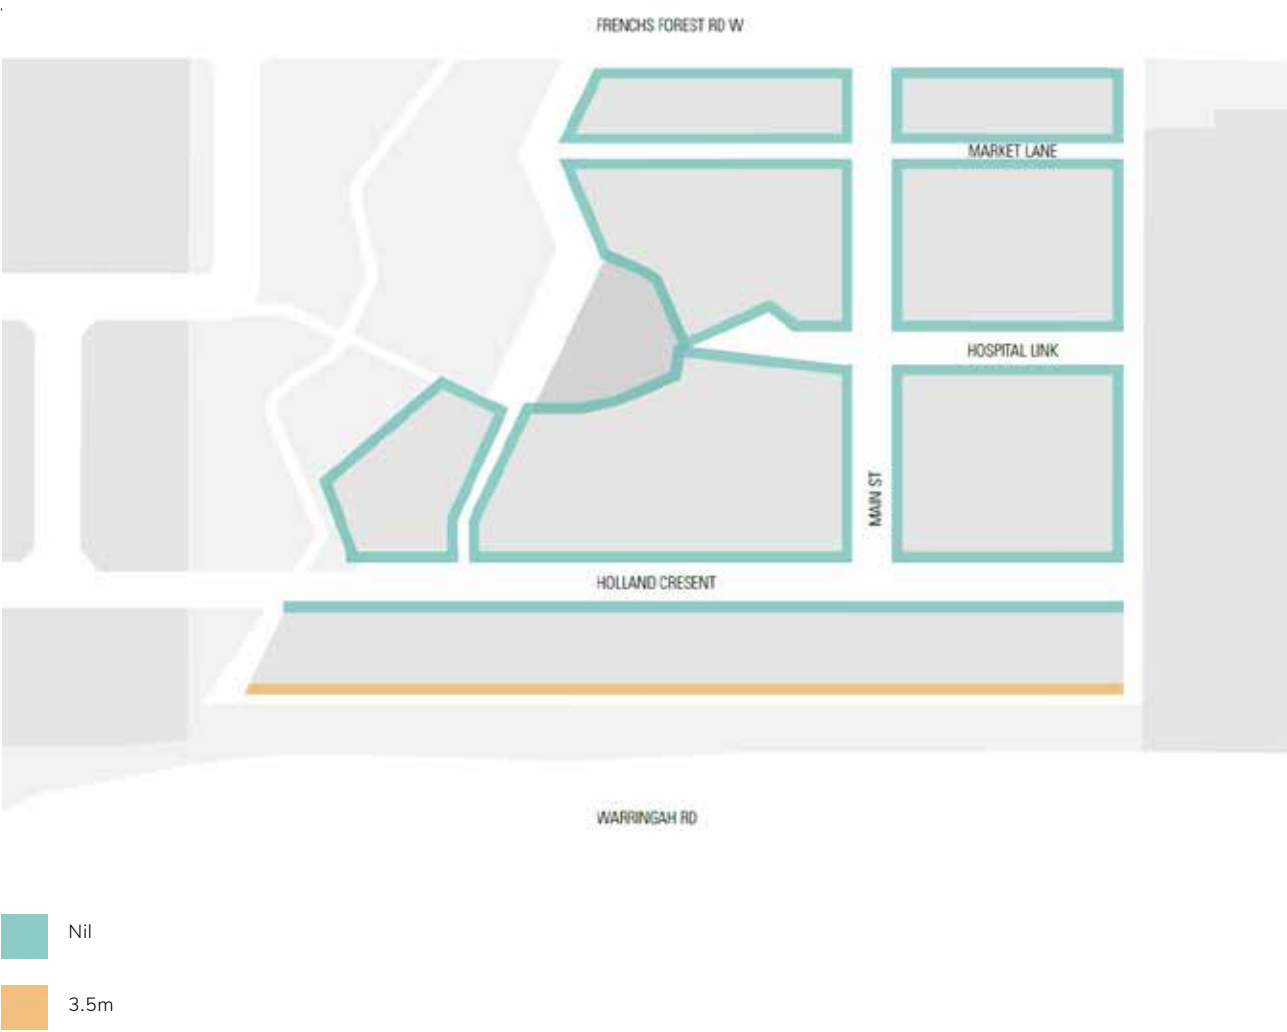 FRENCHS FOREST RD W
MARKET LANE
HOSPITAL LINK
MAIN ST
HOLLAND CRESENT
WARRINGAH RD
Nil
3.5m